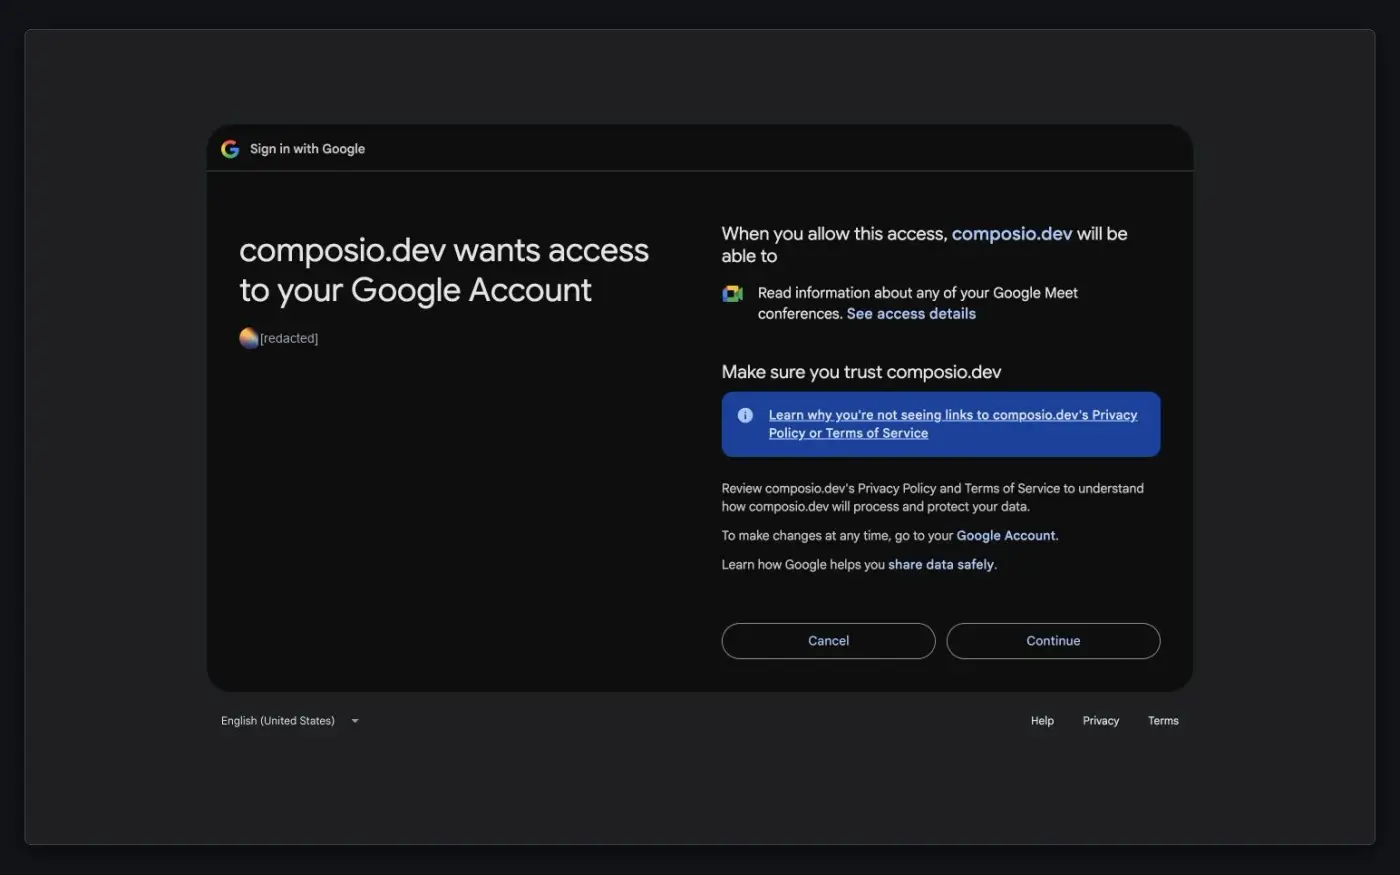 Sign in with Google
composio.dev wants access
to your Google Account
[redacted]
When you allow this access, composio.dev will be
able to
Read information about any of your Google Meet
conferences. See access details
Make sure you trust composio.dev
Learn why you're not seeing links to composio.dev's Privacy
Policy or Terms of Service
Review composio.dev's Privacy Policy and Terms of Service to understand
how composio.dev will process and protect your data.
To make changes at any time, go to your Google Account.
Learn how Google helps you share data safely.
Cancel
Continue
English (United States)
Help
Privacy
Terms